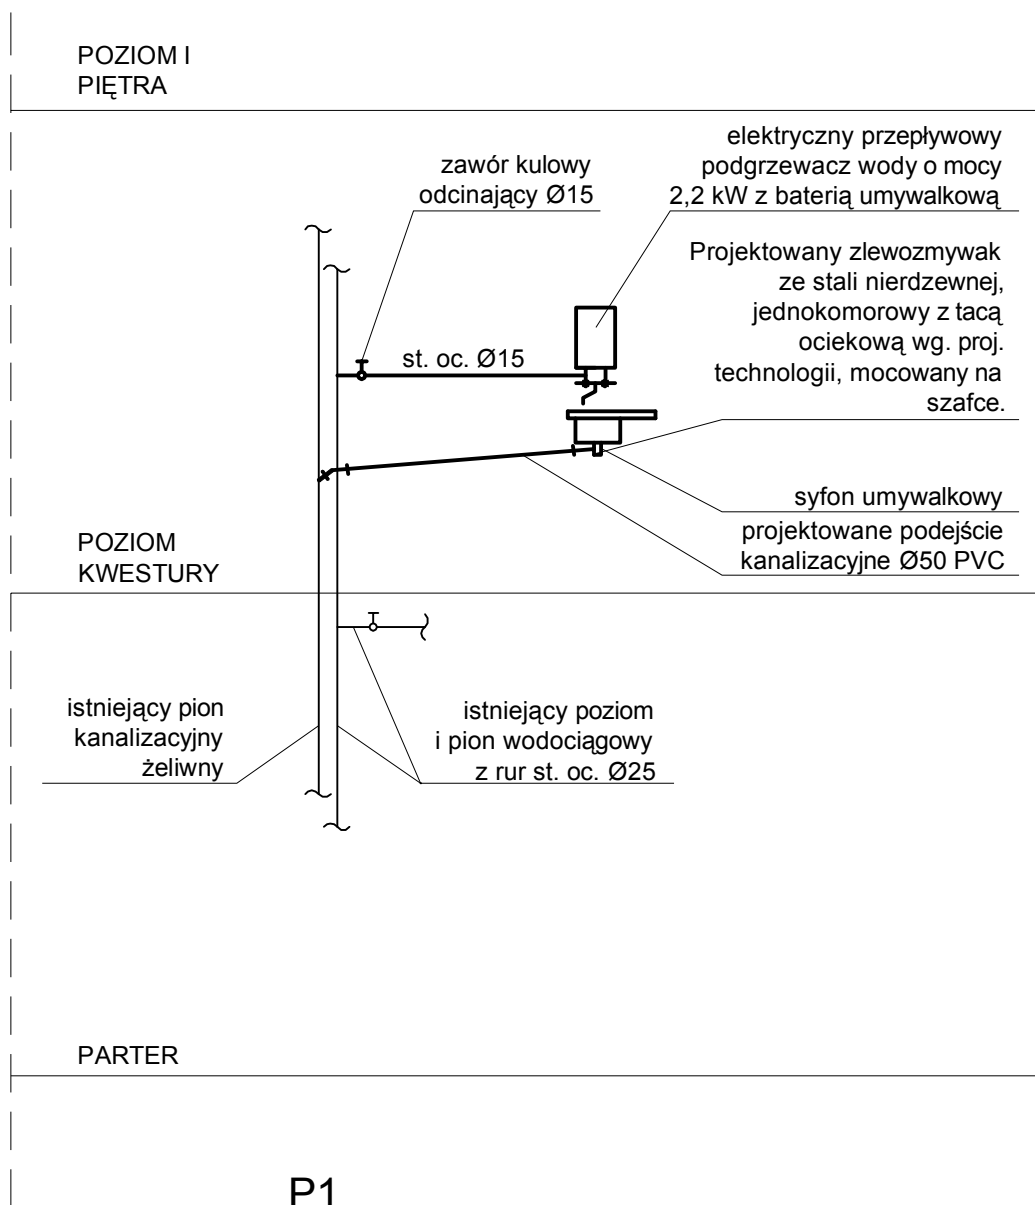 POZIOM I
PIĘTRA
elektryczny przepływowy
podgrzewacz wody o mocy
2,2 kW z baterią umywalkową
zawór kulowy
odcinający Ø15
Projektowany zlewozmywak
ze stali nierdzewnej,
jednokomorowy z tacą
ociekową wg. proj.
technologii, mocowany na
szafce.
st. oc. Ø15
syfon umywalkowy
projektowane podejście
kanalizacyjne Ø50 PVC
POZIOM
KWESTURY
istniejący pion
kanalizacyjny
żeliwny
istniejący poziom
i pion wodociągowy
z rur st. oc. Ø25
PARTER
P1